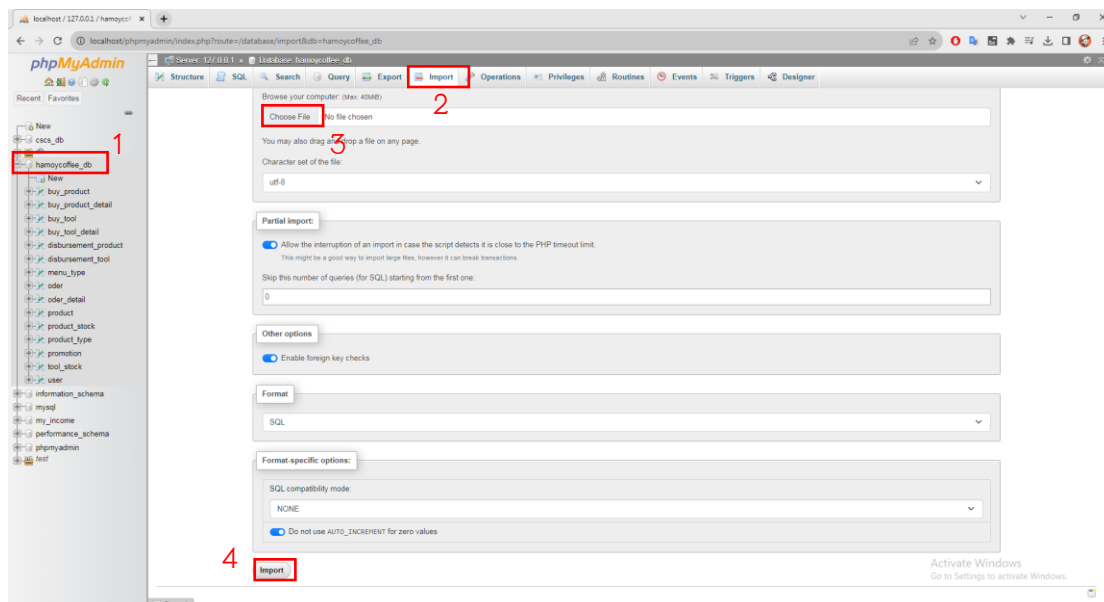 localhost / 127.0.0.1 / hamoycof
localhost/phpmyadmin/index.php?route=/database/import&db=hamoycoffee_db
phpMyAdmin
Server: 127.0.0.1 » Database: hamoycoffee_db
Structure SQL Search Query Export Import Operations Privileges Routines Events Triggers Designer
Recent Favorites
New
cscs_db
hamoycoffee_db
New
buy_product
buy_product_detail
buy_tool
buy_tool_detail
disbursement_product
disbursement_tool
menu_type
oder
oder_detail
product
product_stock
product_type
promotion
tool_stock
user
information_schema
mysql
my_income
performance_schema
phpmyadmin
test
1
2
Browse your computer: (Max: 40MiB)
Choose File No file chosen
3
You may also drag and drop a file on any page.
Character set of the file:
utf-8
Partial import:
Allow the interruption of an import in case the script detects it is close to the PHP timeout limit.
This might be a good way to import large files, however it can break transactions.
Skip this number of queries (for SQL) starting from the first one:
0
Other options
Enable foreign key checks
Format
SQL
Format-specific options:
SQL compatibility mode:
NONE
Do not use AUTO_INCREMENT for zero values
4
Import
Activate Windows
Go to Settings to activate Windows.